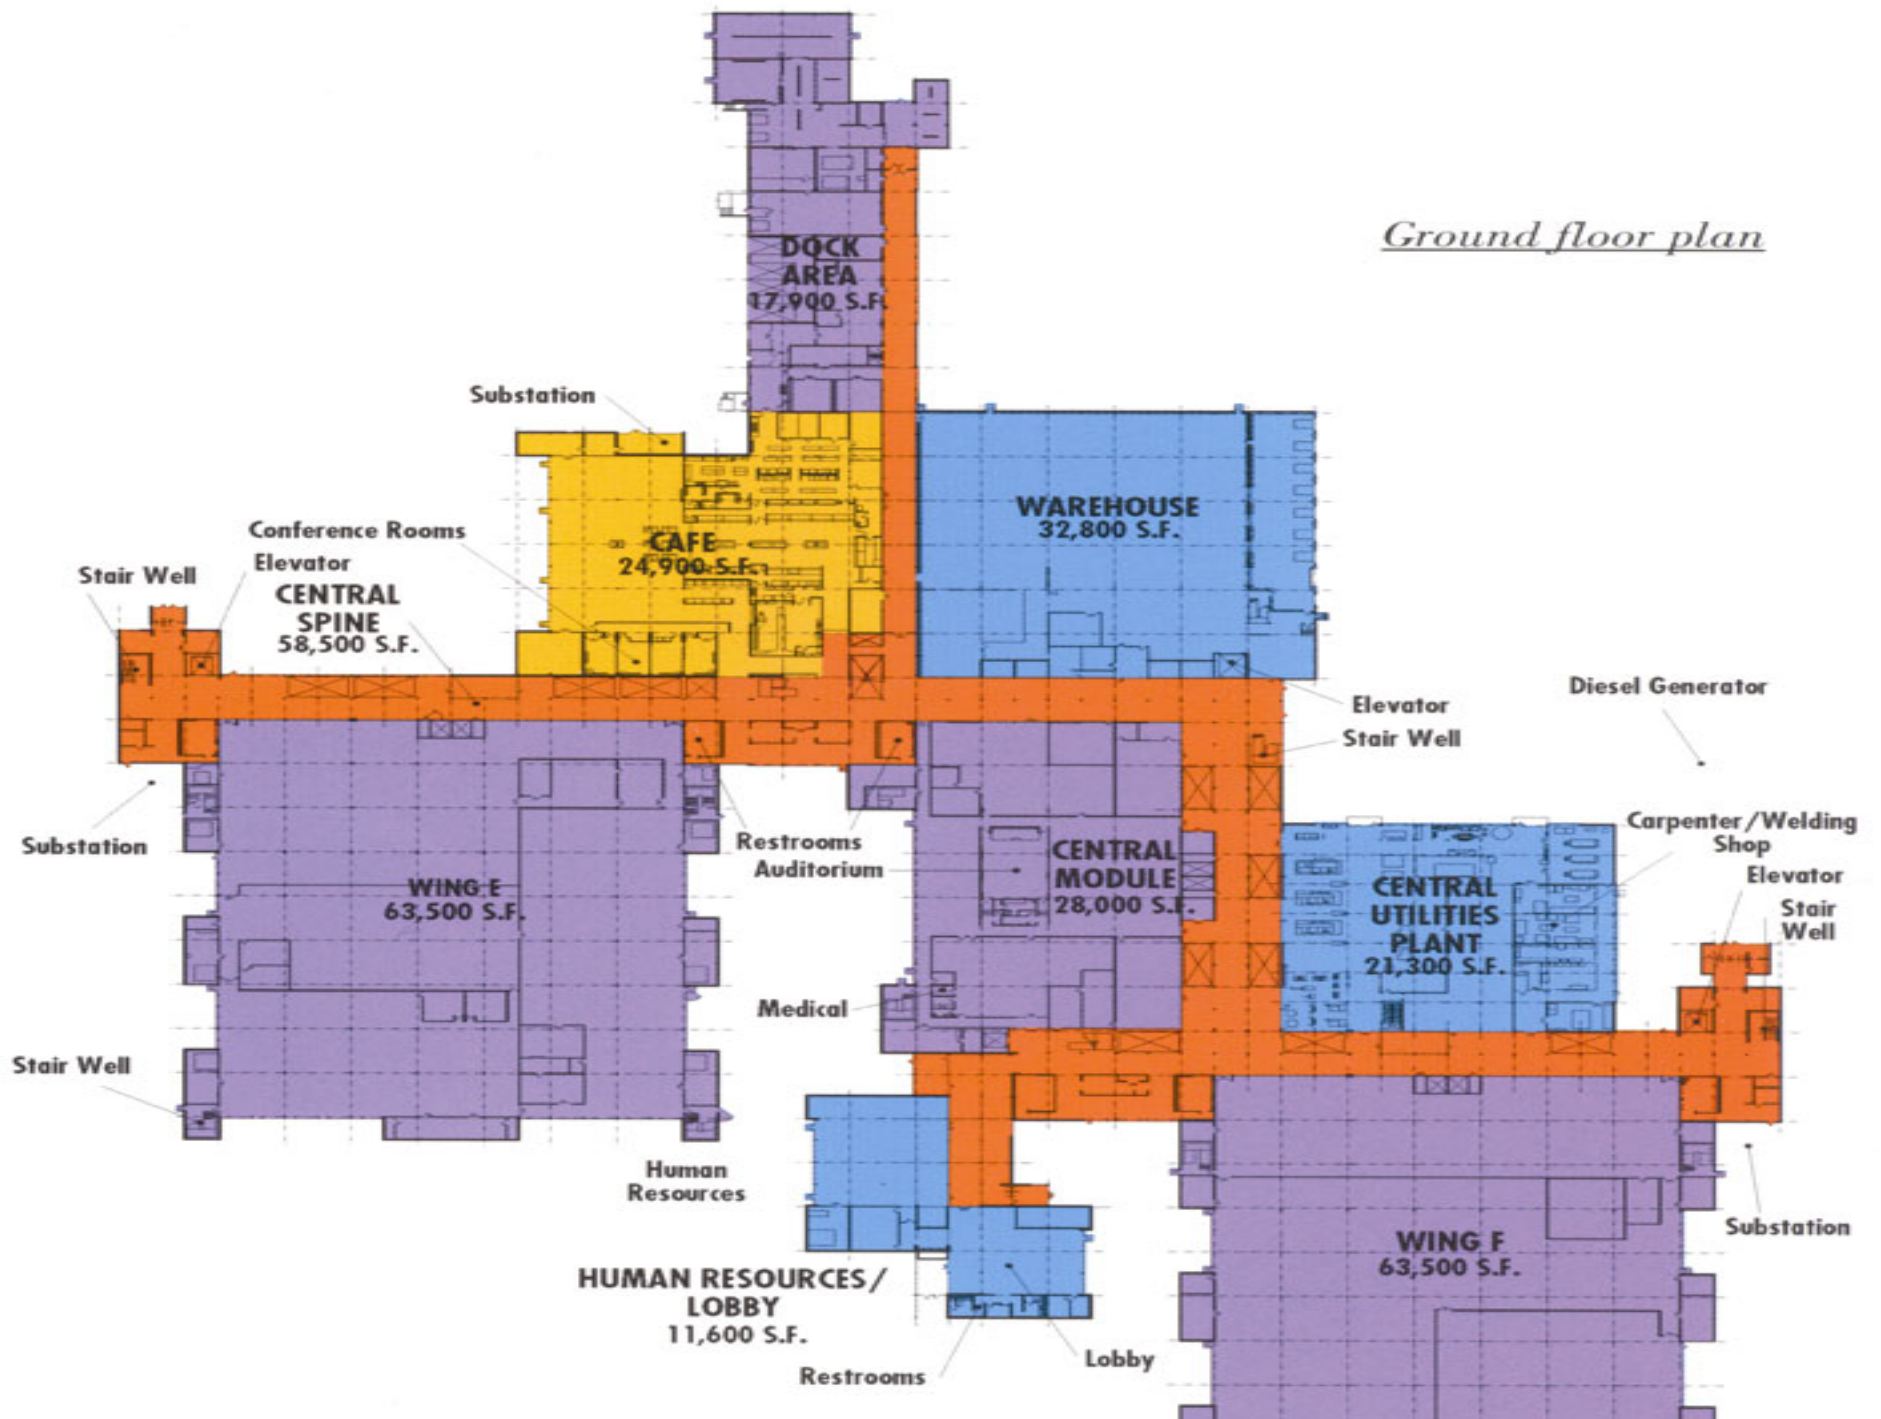 Ground floor plan
DOCK
AREA
17,900 S.F.
Substation
WAREHOUSE
32,800 S.F.
Conference Rooms
CAFE
24,900 S.F.
Elevator
Stair Well
CENTRAL
SPINE
58,500 S.F.
Diesel Generator
Elevator
Stair Well
Substation
Restrooms
Auditorium
CENTRAL
MODULE
28,000 S.F.
Carpenter/Welding
Shop
Elevator
Stair
Well
WING E
63,500 S.F.
CENTRAL
UTILITIES
PLANT
21,300 S.F.
Medical
Stair Well
Human
Resources
Substation
WING F
63,500 S.F.
HUMAN RESOURCES/
LOBBY
11,600 S.F.
Lobby
Restrooms